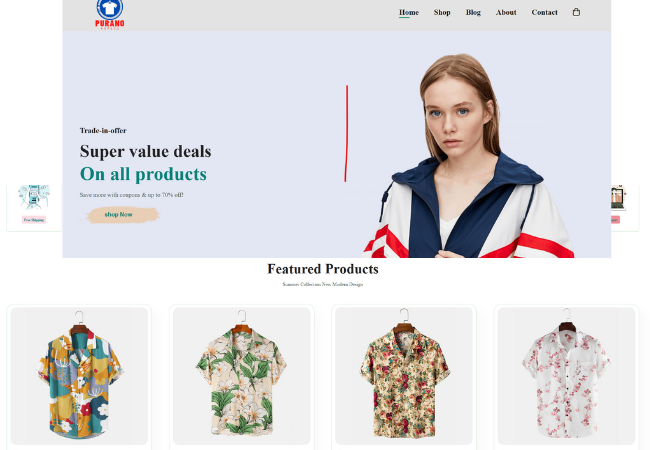 PURANO
Home Shop Blog About Contact
Trade-in-offer
Super value deals
On all products
Save more with coupons & up to 70% off!
shop Now
Free Shipping
Featured Products
Summer Collection New Modern Design